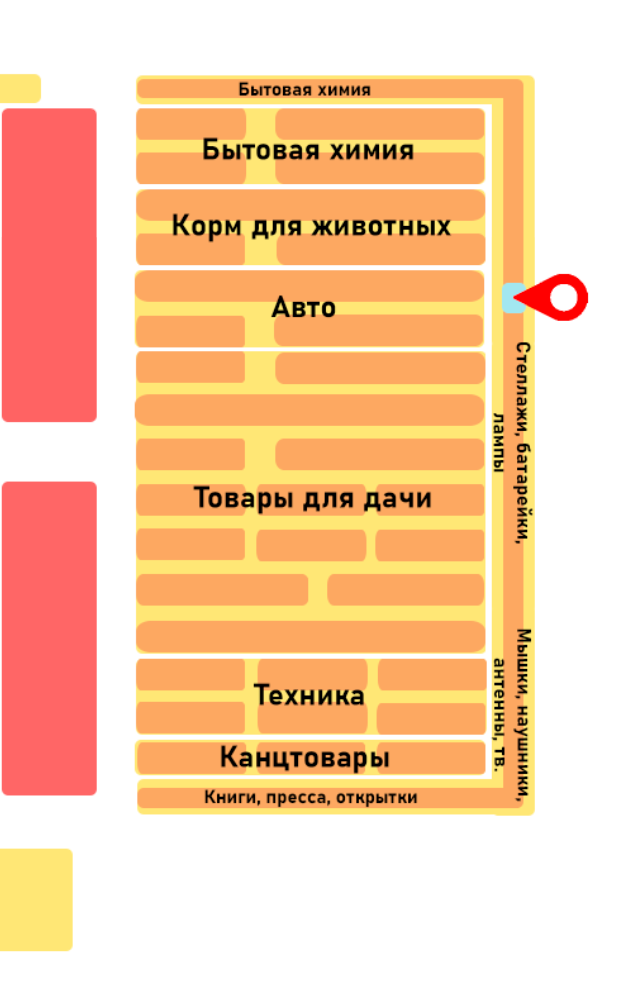 Бытовая химия
Бытовая химия
Корм для животных
Авто
Стеллажи, батарейки,
лампы
Товары для дачи
Мышки, наушники,
антенны, тв.
Техника
Канцтовары
Книги, пресса, открытки